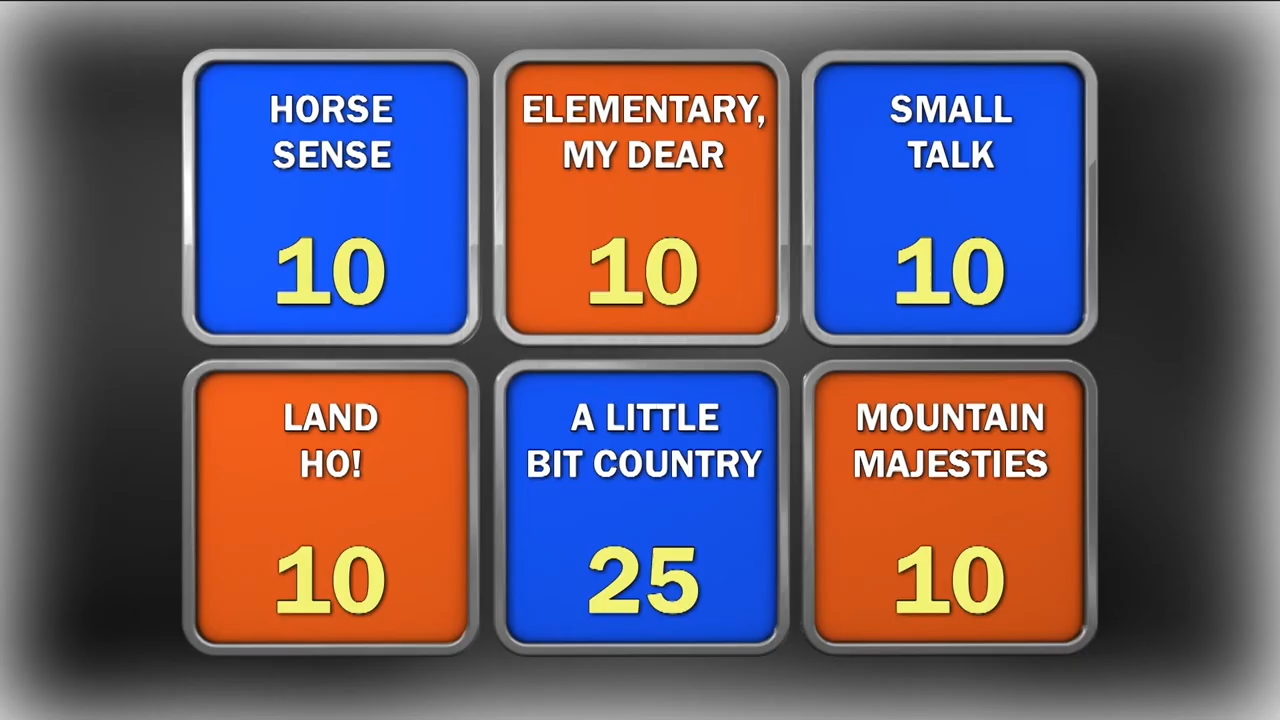 HORSE
SENSE
10
ELEMENTARY,
MY DEAR
10
SMALL
TALK
10
LAND
HO!
10
A LITTLE
BIT COUNTRY
25
MOUNTAIN
MAJESTIES
10